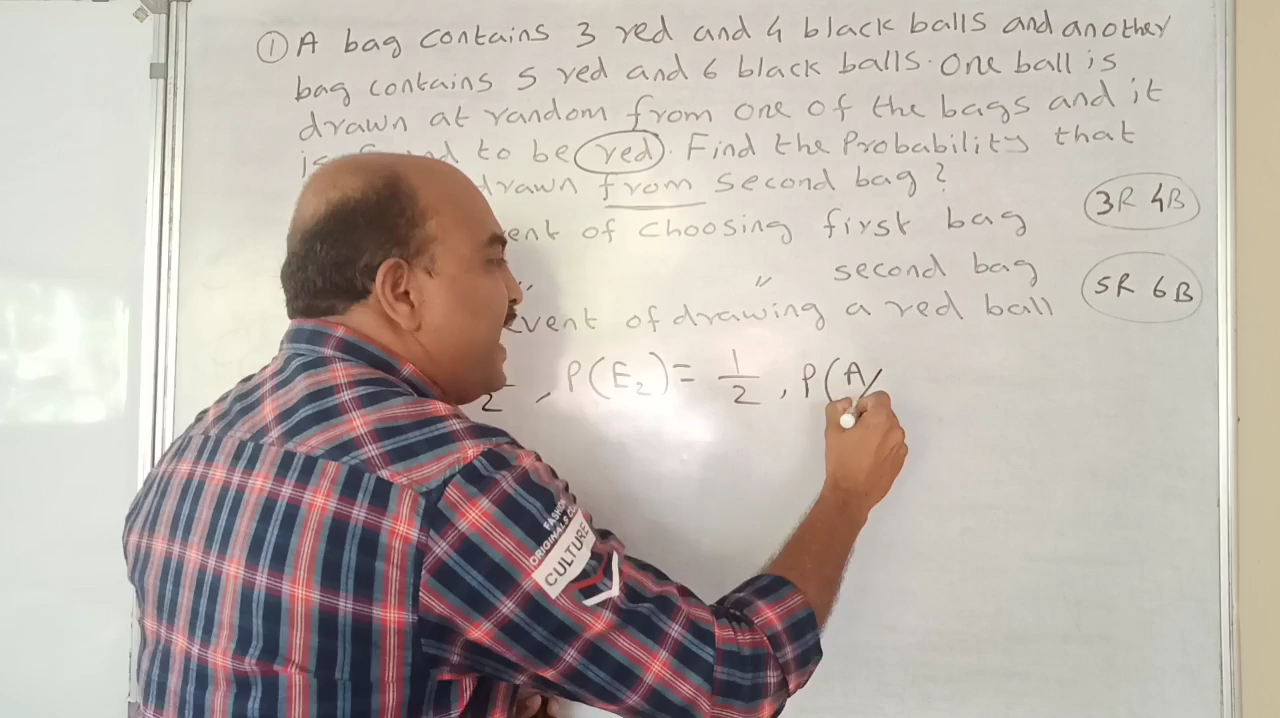 ① A bag contains 3 red and 4 black balls and another
bag contains 5 red and 6 black balls. One ball is
drawn at random from one of the bags and it
to be red. Find the Probability that
drawn from second bag?
of choosing first bag
" " second bag
event of drawing a red ball
2 , P(E₂) = 1/2 , P(A/
3R 4B
5R 6B
FASHION
ORIGINALS
CULTURE